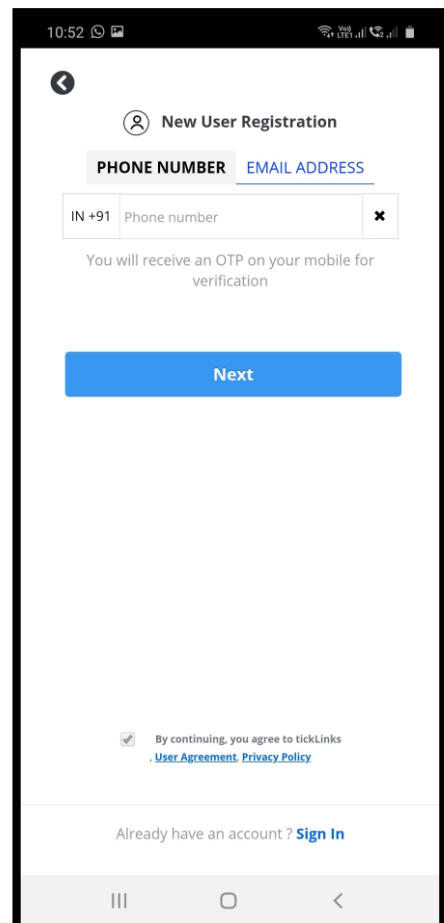 10:52
New User Registration
PHONE NUMBER EMAIL ADDRESS
IN +91 Phone number
You will receive an OTP on your mobile for
verification
Next
By continuing, you agree to tickLinks
, User Agreement, Privacy Policy
Already have an account ? Sign In